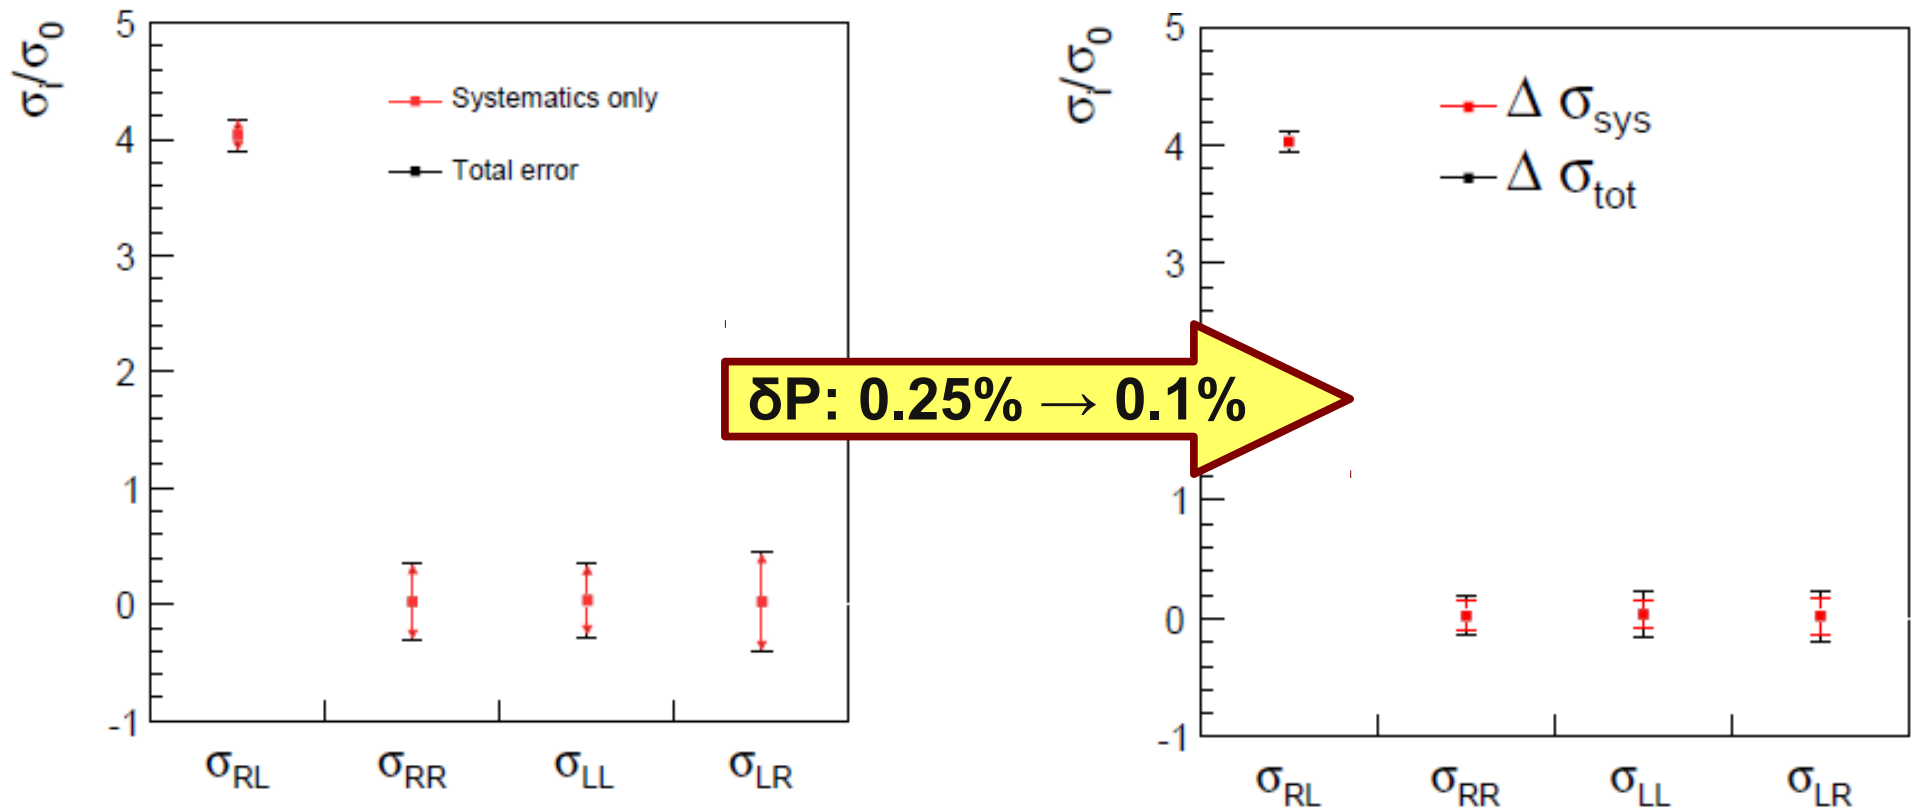 σi/σ0
5
4
3
2
1
0
-1
Systematics only
Total error
σRL σRR σLL σLR
δP: 0.25% → 0.1%
σi/σ0
5
4
3
1
0
-1
Δ σsys
Δ σtot
σRL σRR σLL σLR